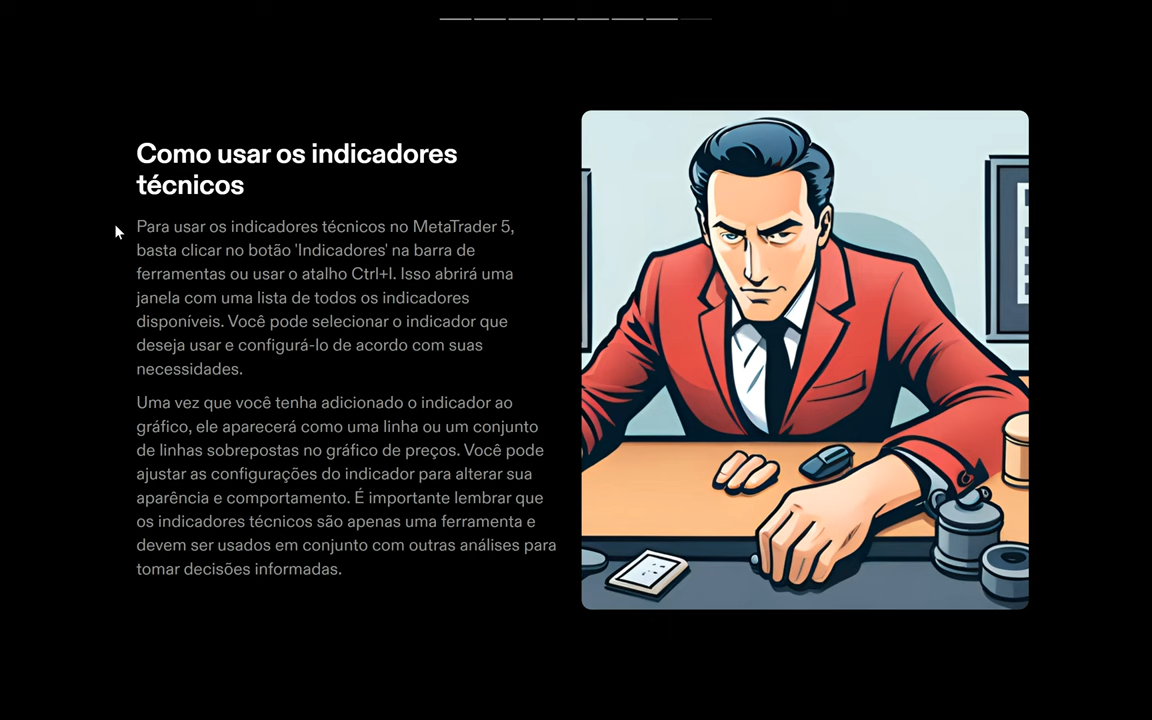 Como usar os indicadores
técnicos
Para usar os indicadores técnicos no MetaTrader 5,
basta clicar no botão 'Indicadores' na barra de
ferramentas ou usar o atalho Ctrl+I. Isso abrirá uma
janela com uma lista de todos os indicadores
disponíveis. Você pode selecionar o indicador que
deseja usar e configurá-lo de acordo com suas
necessidades.
Uma vez que você tenha adicionado o indicador ao
gráfico, ele aparecerá como uma linha ou um conjunto
de linhas sobrepostas no gráfico de preços. Você pode
ajustar as configurações do indicador para alterar sua
aparência e comportamento. É importante lembrar que
os indicadores técnicos são apenas uma ferramenta e
devem ser usados em conjunto com outras análises para
tomar decisões informadas.